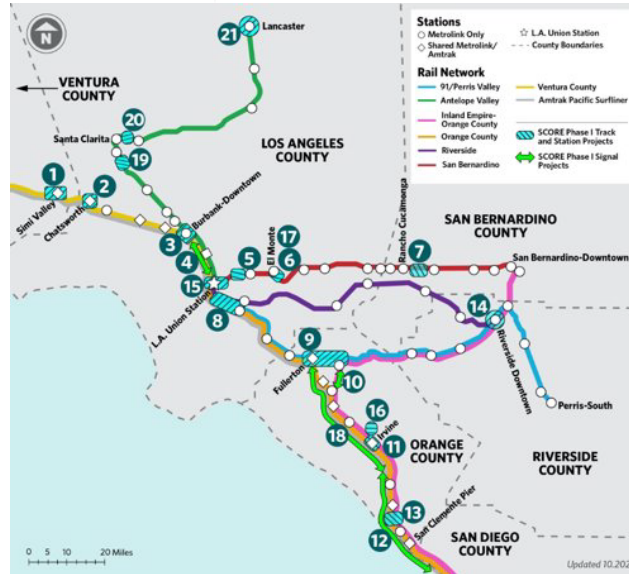 N
VENTURA
COUNTY
Santa Clarita
21
Lancaster
20
19
LOS ANGELES
COUNTY
Stations
Metrolink Only
Shared Metrolink/
Amtrak
L.A. Union Station
County Boundaries
Rail Network
91/Perris Valley
Antelope Valley
Inland Empire-
Orange County
Orange County
Riverside
San Bernardino
Ventura County
Amtrak Pacific Surfliner
SCORE Phase I Track
and Station Projects
SCORE Phase I Signal
Projects
1
Simi Valley
2
Chatsworth
Burbank-Downtown
3
4
15
L.A. Union Station
5
El Monte
17
6
Rancho Cucamonga
7
SAN BERNARDINO
COUNTY
San Bernardino-Downtown
8
9
Fullerton
10
14
Riverside Downtown
Perris-South
16
Irvine
11
18
ORANGE
COUNTY
RIVERSIDE
COUNTY
13
12
San Clemente Pier
SAN DIEGO
COUNTY
0 5 10 20 Miles
Updated 10.202